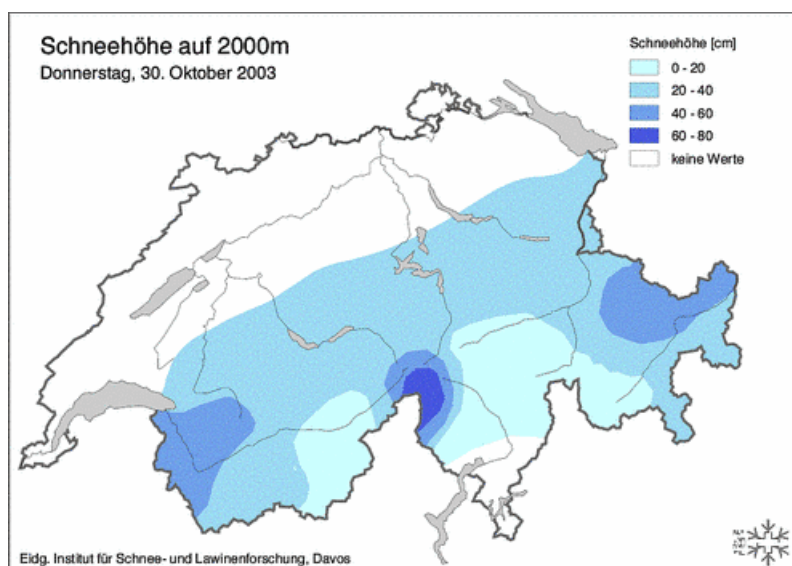 Schneehöhe auf 2000m
Donnerstag, 30. Oktober 2003
Schneehöhe [cm]
0 - 20
20 - 40
40 - 60
60 - 80
keine Werte
Eidg. Institut für Schnee- und Lawinenforschung, Davos